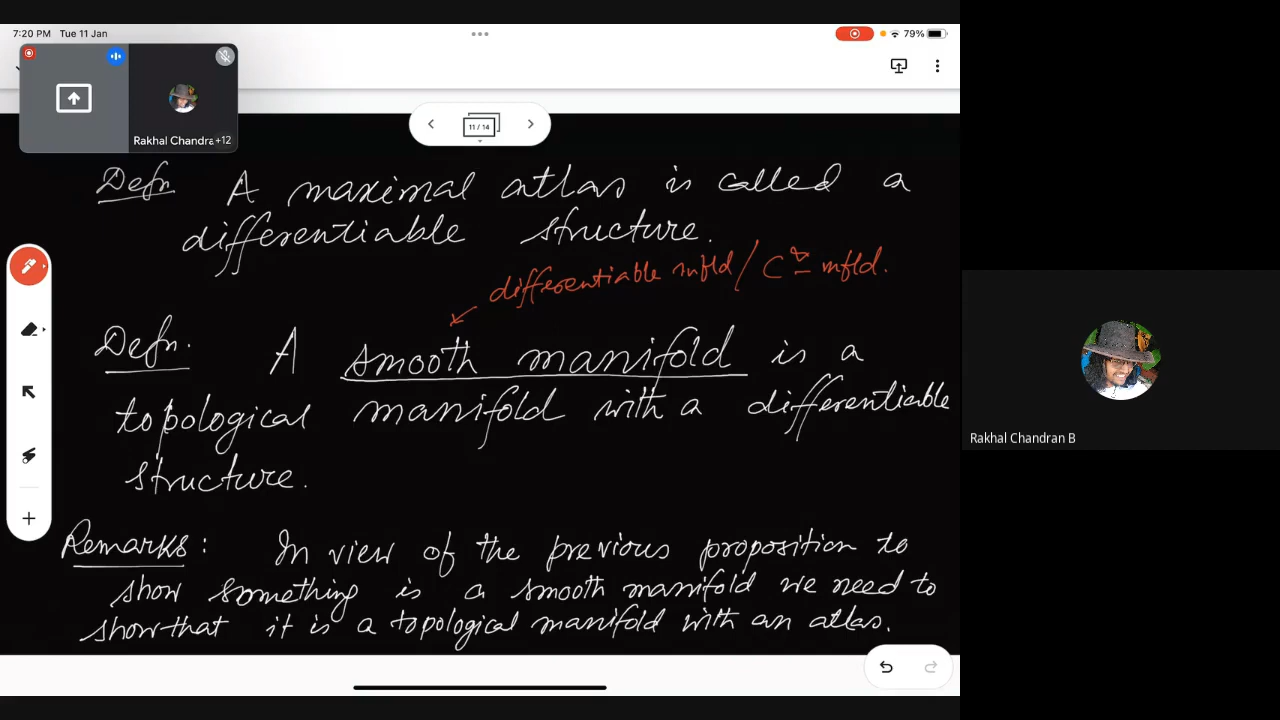 7:20 PM Tue 11 Jan
79%
Rakhal Chandra +12
11 / 14
Defn. A maximal atlas is called a
differentiable structure.
differentiable mfld / C∞ - mfld.
Defn. A smooth manifold is a
topological manifold with a differentiable
structure.
Remarks: In view of the previous proposition to
show something is a smooth manifold we need to
show that it is a topological manifold with an atlas.
Rakhal Chandran B